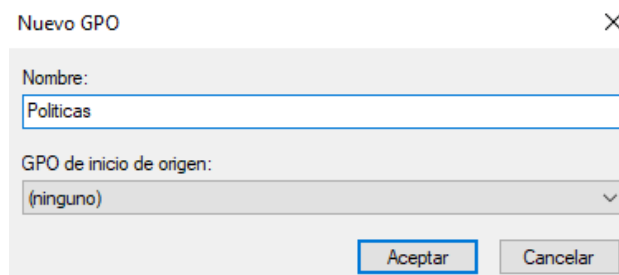 Nuevo GPO
Nombre:
Politicas
GPO de inicio de origen:
(ninguno)
Aceptar
Cancelar